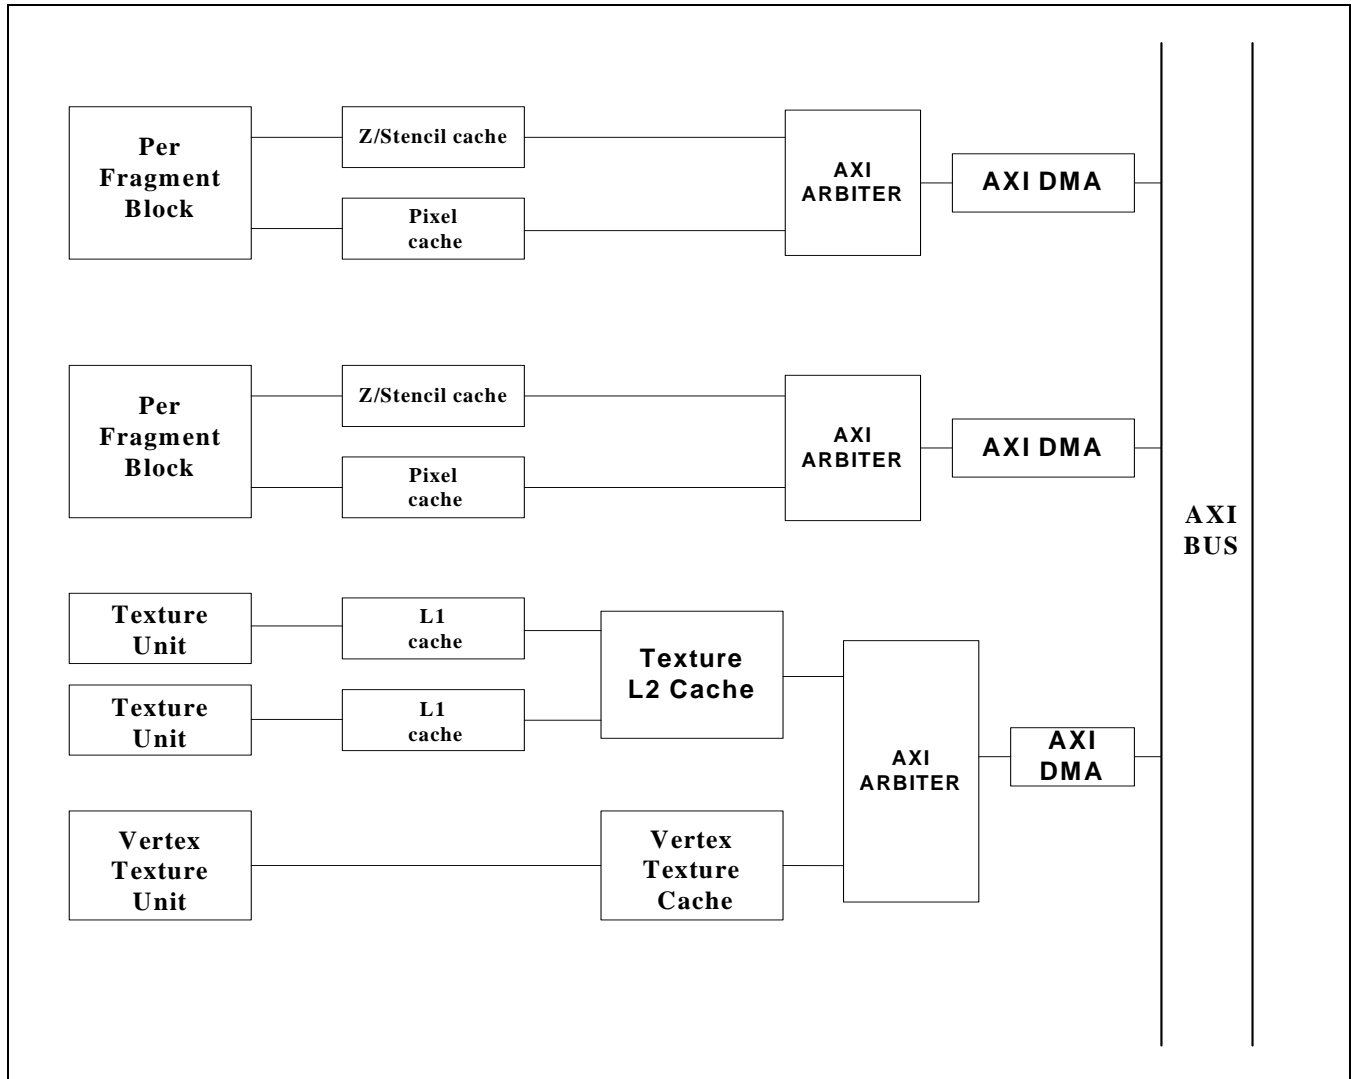 Per
Fragment
Block
Z/Stencil cache
Pixel
cache
AXI
ARBITER
AXI DMA
Per
Fragment
Block
Z/Stencil cache
Pixel
cache
AXI
ARBITER
AXI DMA
AXI
BUS
Texture
Unit
L1
cache
Texture
Unit
L1
cache
Texture
L2 Cache
AXI
ARBITER
AXI
DMA
Vertex
Texture
Unit
Vertex
Texture
Cache